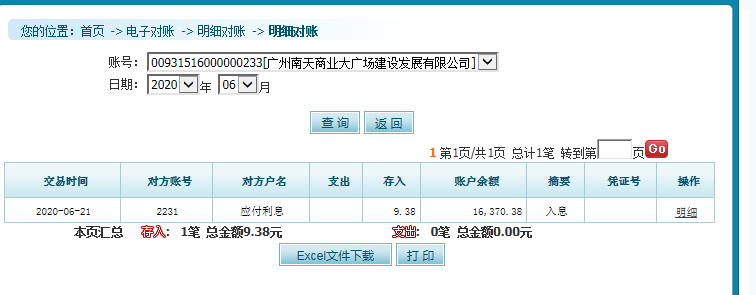 您的位置：首页 -> 电子对账 -> 明细对账 -> 明细对账
账号：00931516000000233[广州南天商业大广场建设发展有限公司]
日期：2020 年 06 月
查 询 返 回
1 第1页/共1页 总计1笔 转到第 页 Go
交易时间 对方账号 对方户名 支出 存入 账户余额 摘要 凭证号 操作
2020-06-21 2231 应付利息 9.38 16,370.38 入息 明细
本页汇总 存入： 1笔 总金额9.38元 支出： 0笔 总金额0.00元
Excel文件下载 打 印